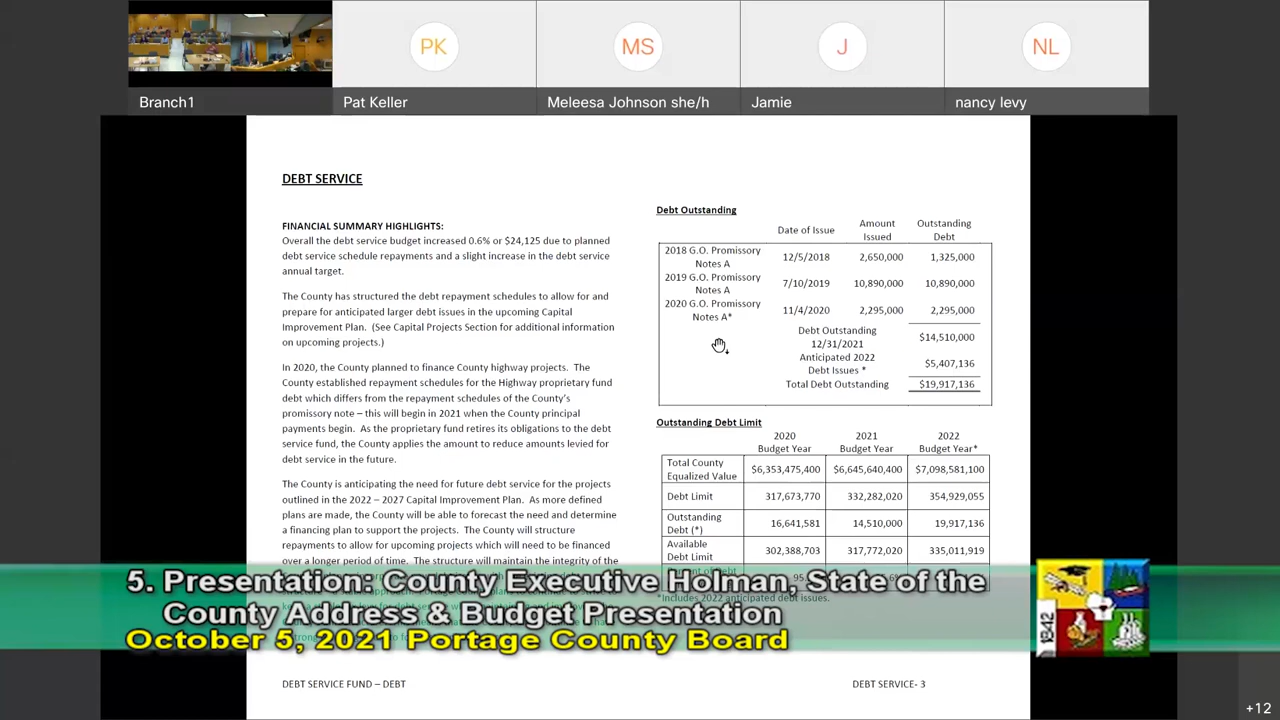 PK
MS
J
NL
Branch1
Pat Keller
Meleesa Johnson she/h
Jamie
nancy levy
DEBT SERVICE
FINANCIAL SUMMARY HIGHLIGHTS:
Overall the debt service budget increased 0.6% or $24,125 due to planned
debt service schedule repayments and a slight increase in the debt service
annual target.
The County has structured the debt repayment schedules to allow for and
prepare for anticipated larger debt issues in the upcoming Capital
Improvement Plan. (See Capital Projects Section for additional information
on upcoming projects.)
In 2020, the County planned to finance County highway projects. The
County established repayment schedules for the Highway proprietary fund
debt which differs from the repayment schedules of the County's
promissory note – this will begin in 2021 when the County principal
payments begin. As the proprietary fund retires its obligations to the debt
service fund, the County applies the amount to reduce amounts levied for
debt service in the future.
The County is anticipating the need for future debt service for the projects
outlined in the 2022 – 2027 Capital Improvement Plan. As more defined
plans are made, the County will be able to forecast the need and determine
a financing plan to support the projects. The County will structure
repayments to allow for upcoming projects which will need to be financed
over a longer period of time. The structure will maintain the integrity of the
Debt Outstanding
Date of Issue Amount Issued Outstanding Debt
2018 G.O. Promissory Notes A 12/5/2018 2,650,000 1,325,000
2019 G.O. Promissory Notes A 7/10/2019 10,890,000 10,890,000
2020 G.O. Promissory Notes A* 11/4/2020 2,295,000 2,295,000
Debt Outstanding 12/31/2021 $14,510,000
Anticipated 2022 Debt Issues * $5,407,136
Total Debt Outstanding $19,917,136
Outstanding Debt Limit
2020 Budget Year 2021 Budget Year 2022 Budget Year*
Total County Equalized Value $6,353,475,400 $6,645,640,400 $7,098,581,100
Debt Limit 317,673,770 332,282,020 354,929,055
Outstanding Debt (*) 16,641,581 14,510,000 19,917,136
Available Debt Limit 302,388,703 317,772,020 335,011,919
*Includes 2022 anticipated debt issues.
5. Presentation: County Executive Holman, State of the
County Address & Budget Presentation
October 5, 2021 Portage County Board
1842
DEBT SERVICE FUND – DEBT
DEBT SERVICE- 3
+12